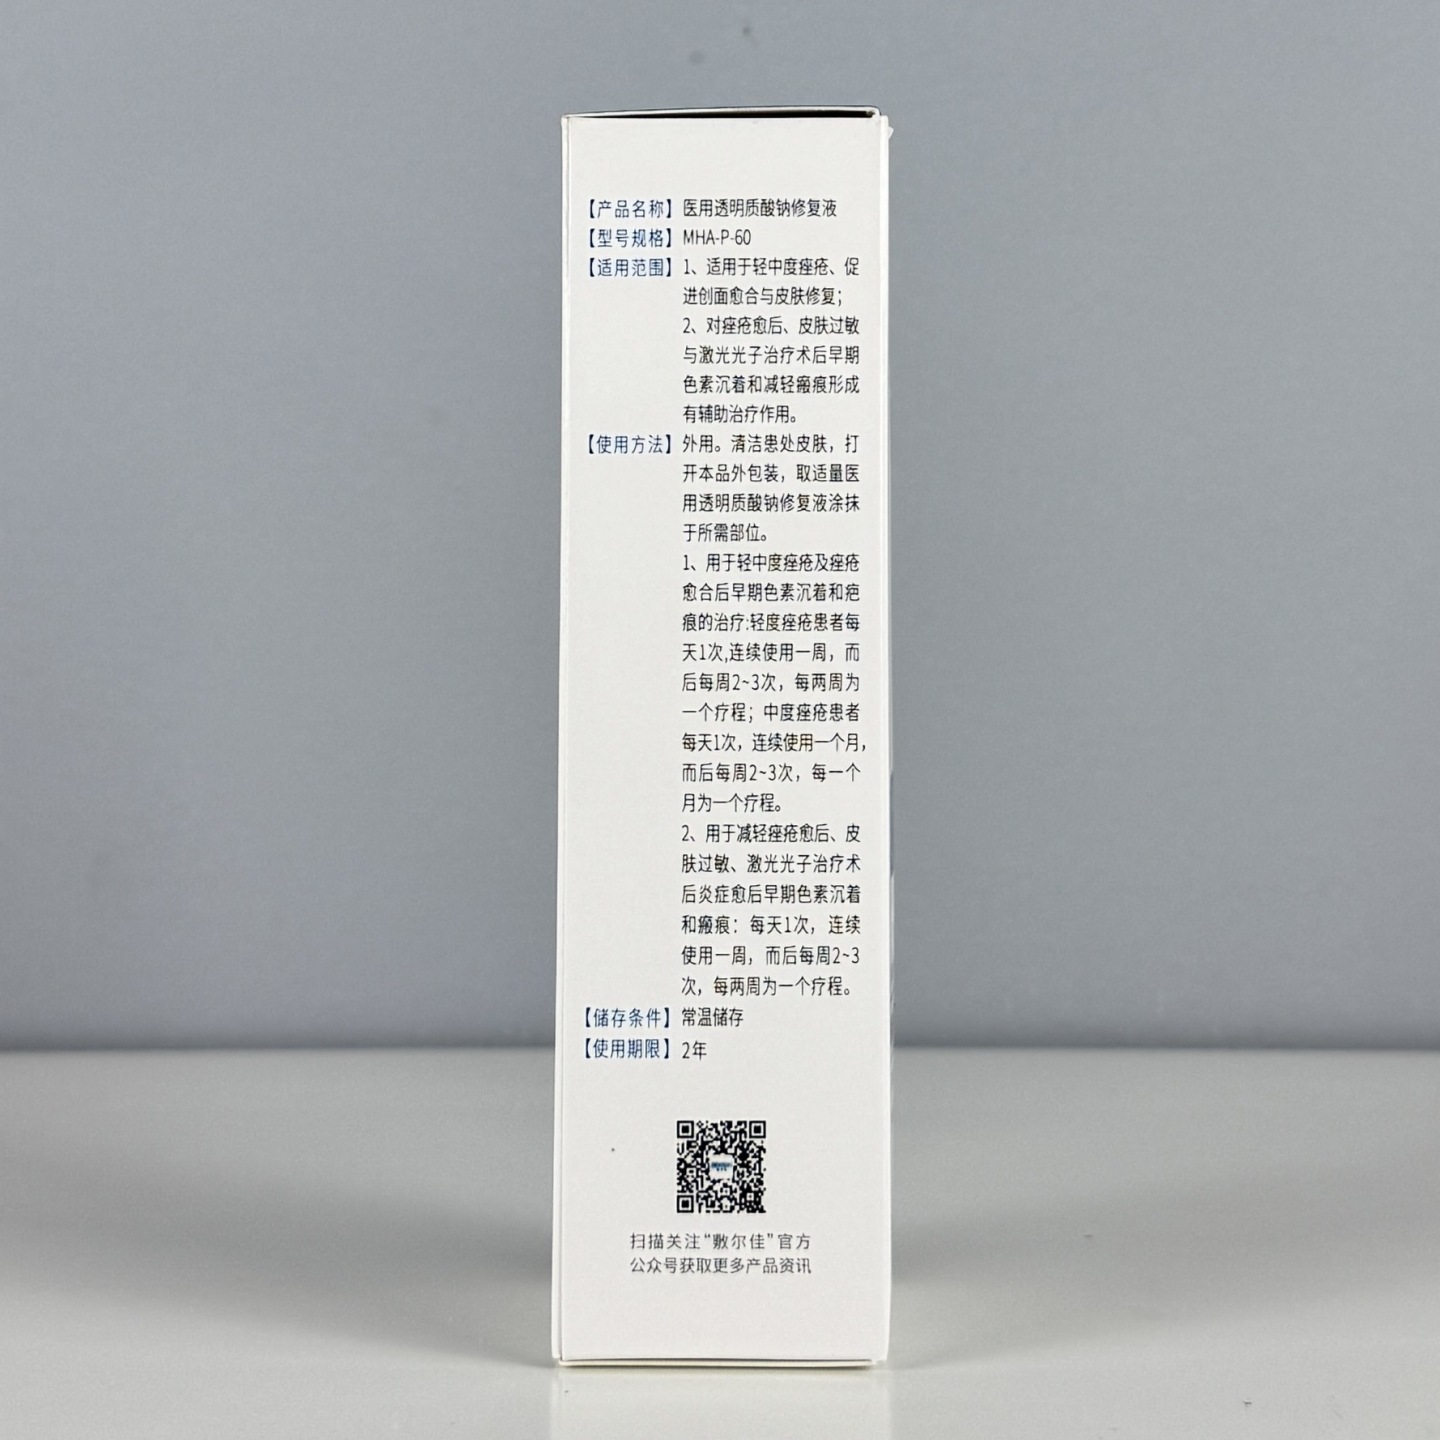 【产品名称】医用透明质酸钠修复液
【型号规格】MHA-P-60
【适用范围】1、适用于轻中度痤疮、促
进创面愈合与皮肤修复；
2、对痤疮愈后、皮肤过敏
与激光光子治疗术后早期
色素沉着和减轻瘢痕形成
有辅助治疗作用。
【使用方法】外用。清洁患处皮肤，打
开本品外包装，取适量医
用透明质酸钠修复液涂抹
于所需部位。
1、用于轻中度痤疮及痤疮
愈合后早期色素沉着和疤
痕的治疗:轻度痤疮患者每
天1次,连续使用一周，而
后每周2~3次，每两周为
一个疗程；中度痤疮患者
每天1次，连续使用一个月，
而后每周2~3次，每一个
月为一个疗程。
2、用于减轻痤疮愈后、皮
肤过敏、激光光子治疗术
后炎症愈后早期色素沉着
和瘢痕：每天1次，连续
使用一周，而后每周2~3
次，每两周为一个疗程。
【储存条件】常温储存
【使用期限】2年
扫描关注“敷尔佳”官方
公众号获取更多产品资讯